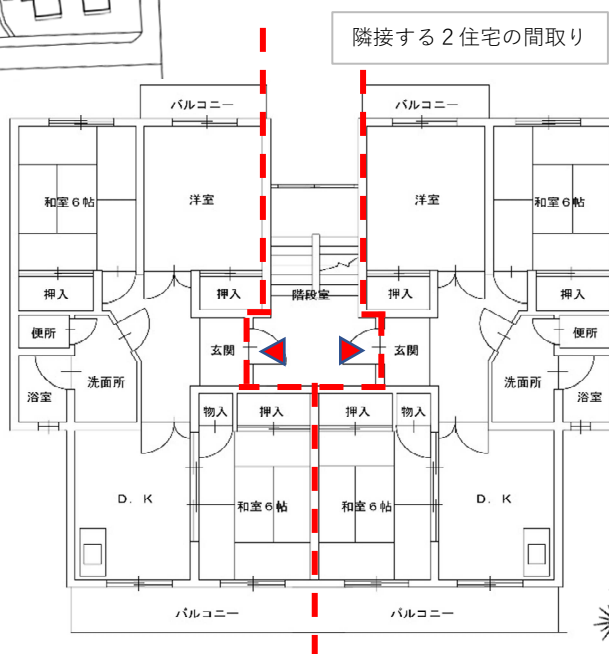 隣接する２住宅の間取り
バルコニー バルコニー
和室６帖 洋室 洋室 和室６帖
押入 押入 階段室 押入 押入
便所 玄関 玄関 便所
浴室 洗面所 洗面所 浴室
物入 押入 押入 物入
Ｄ．Ｋ 和室６帖 和室６帖 Ｄ．Ｋ
バルコニー バルコニー